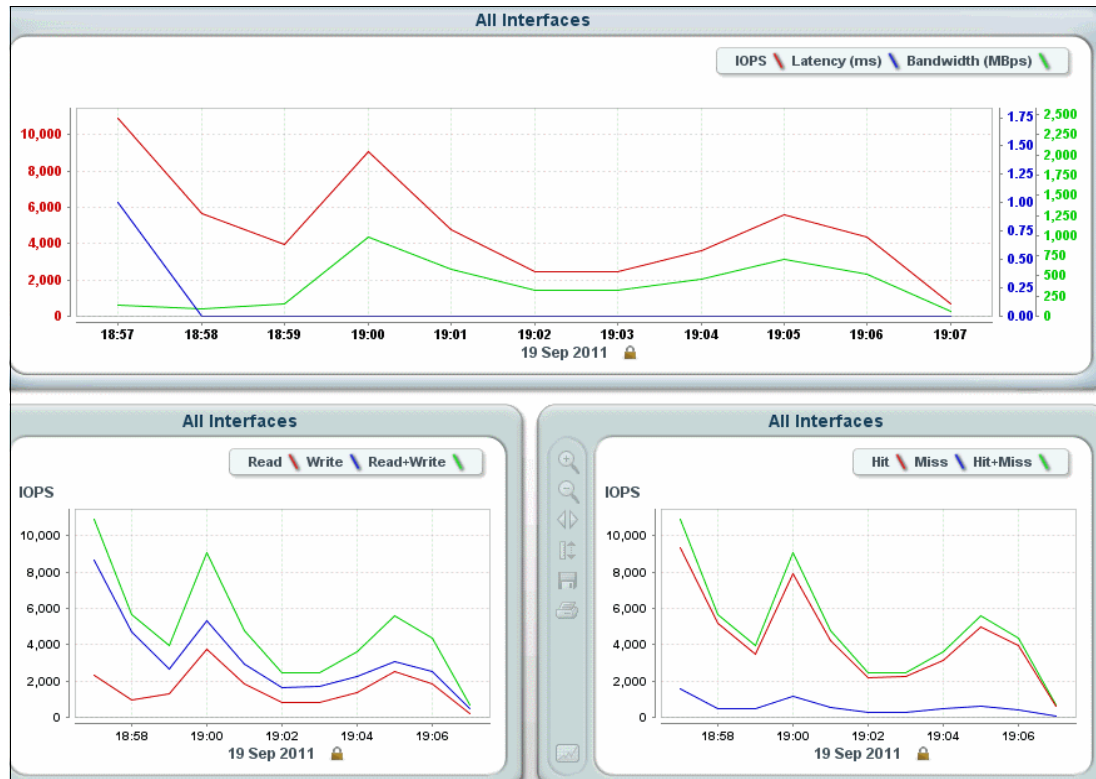 All Interfaces
IOPS Latency (ms) Bandwidth (MBps)
10,000
8,000
6,000
4,000
2,000
0
1.75
1.50
1.25
1.00
0.75
0.50
0.25
0.00
2,500
2,250
2,000
1,750
1,500
1,250
1,000
750
500
250
0
18:57 18:58 18:59 19:00 19:01 19:02 19:03 19:04 19:05 19:06 19:07
19 Sep 2011
All Interfaces
Read Write Read+Write
IOPS
10,000
8,000
6,000
4,000
2,000
0
18:58 19:00 19:02 19:04 19:06
19 Sep 2011
All Interfaces
Hit Miss Hit+Miss
IOPS
10,000
8,000
6,000
4,000
2,000
0
18:58 19:00 19:02 19:04 19:06
19 Sep 2011